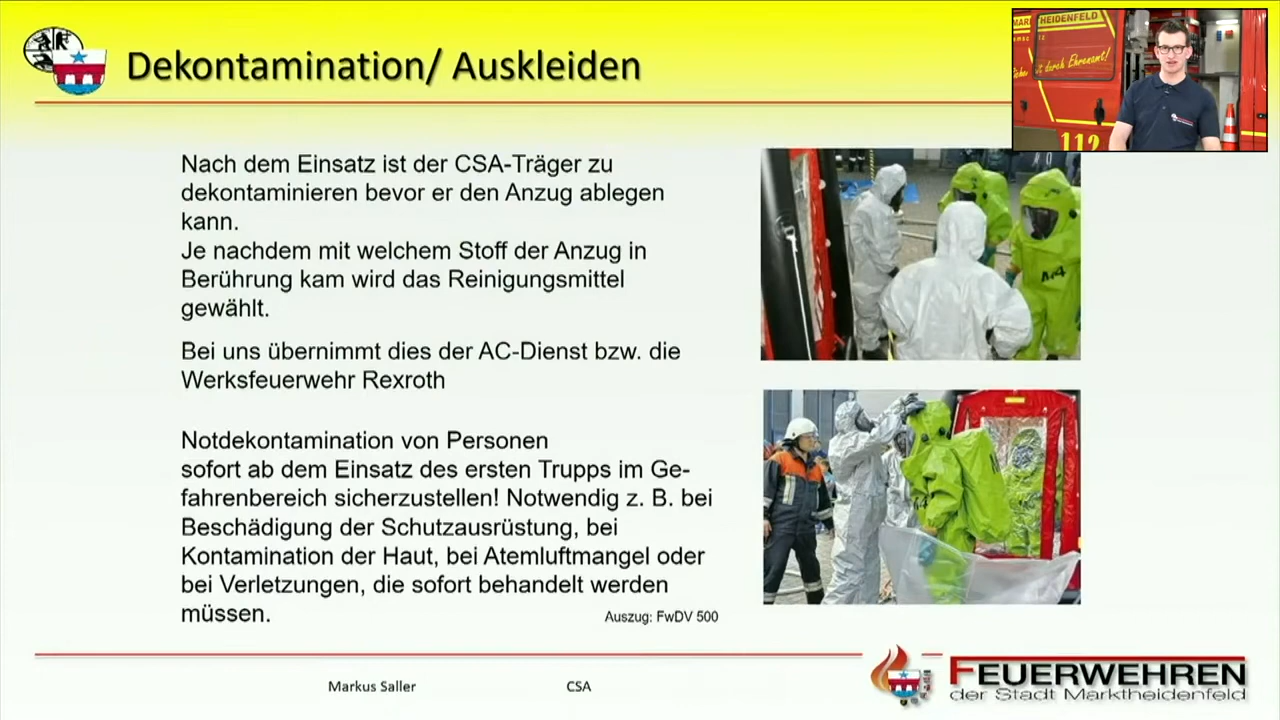 Dekontamination/ Auskleiden
MAR HEIDENFELD
durch Ehrenamt!
112
Nach dem Einsatz ist der CSA-Träger zu
dekontaminieren bevor er den Anzug ablegen
kann.
Je nachdem mit welchem Stoff der Anzug in
Berührung kam wird das Reinigungsmittel
gewählt.
Bei uns übernimmt dies der AC-Dienst bzw. die
Werksfeuerwehr Rexroth
Notdekontamination von Personen
sofort ab dem Einsatz des ersten Trupps im Ge-
fahrenbereich sicherzustellen! Notwendig z. B. bei
Beschädigung der Schutzausrüstung, bei
Kontamination der Haut, bei Atemluftmangel oder
bei Verletzungen, die sofort behandelt werden
müssen.
Auszug: FwDV 500
Markus Saller
CSA
FEUERWEHREN
der Stadt Marktheidenfeld